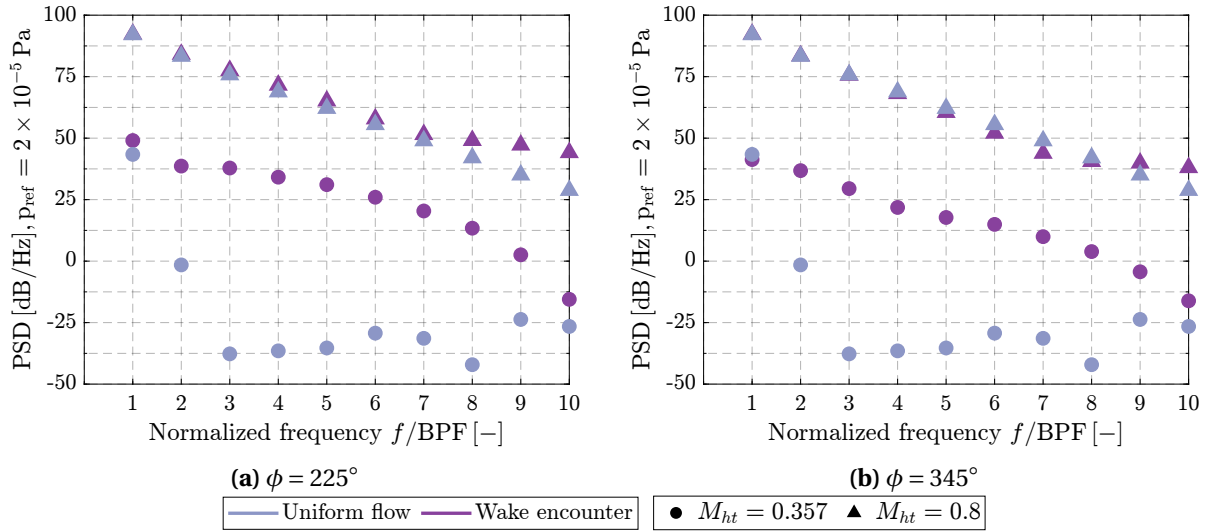 PSD [dB/Hz], p_ref = 2 × 10⁻⁵ Pa
100
75
50
25
0
-25
-50
1 2 3 4 5 6 7 8 9 10
Normalized frequency f/BPF [−]
(a) ϕ = 225°
PSD [dB/Hz], p_ref = 2 × 10⁻⁵ Pa
100
75
50
25
0
-25
-50
1 2 3 4 5 6 7 8 9 10
Normalized frequency f/BPF [−]
(b) ϕ = 345°
Uniform flow Wake encounter M_ht = 0.357 M_ht = 0.8